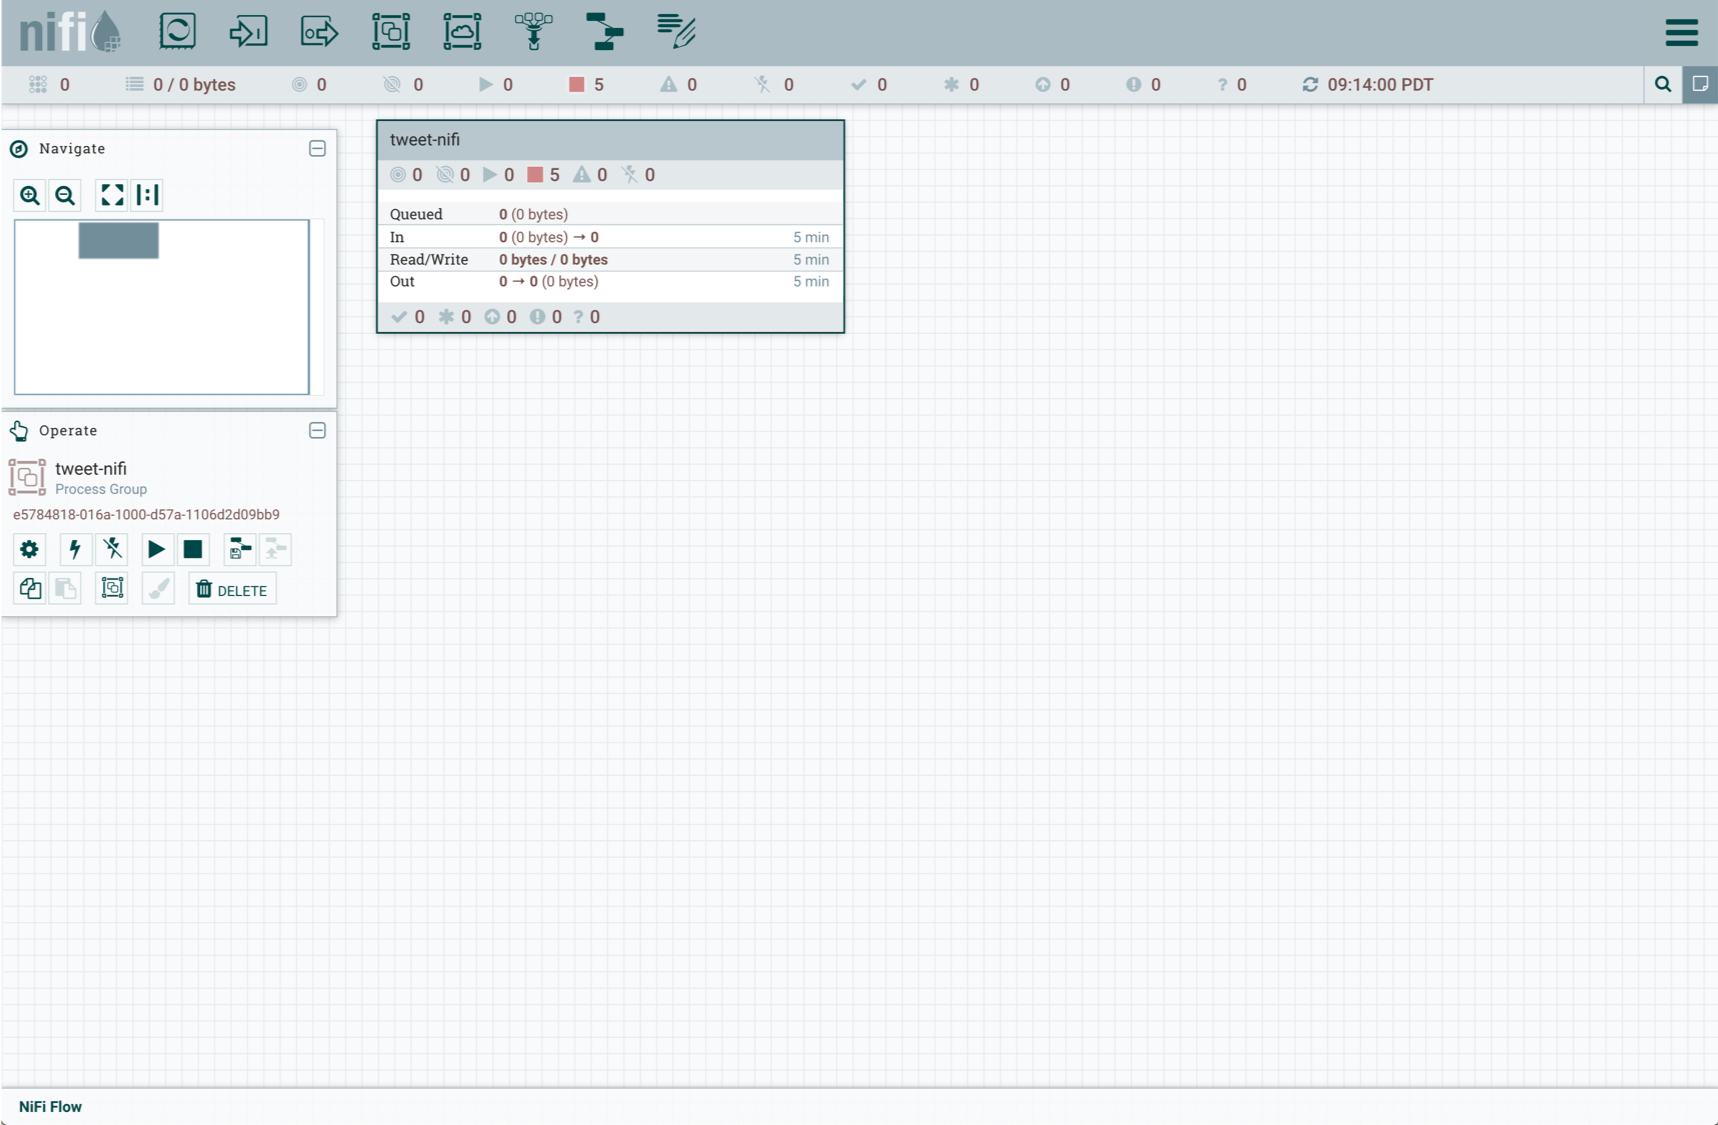 nifi
0 0 / 0 bytes 0 0 0 5 0 0 0 0 0 0 ? 0 09:14:00 PDT
Navigate
Operate
tweet-nifi
Process Group
e5784818-016a-1000-d57a-1106d2d09bb9
DELETE
tweet-nifi
0 0 0 5 0 0
Queued 0 (0 bytes)
In 0 (0 bytes) → 0 5 min
Read/Write 0 bytes / 0 bytes 5 min
Out 0 → 0 (0 bytes) 5 min
0 0 0 0 ? 0
NiFi Flow